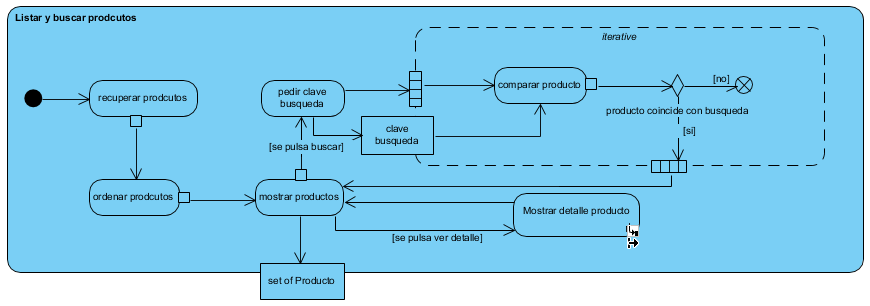 Listar y buscar prodcutos
iterative
recuperar prodcutos
pedir clave
busqueda
comparar producto
[no]
producto coincide con busqueda
clave
busqueda
[si]
[se pulsa buscar]
ordenar prodcutos
mostrar productos
Mostrar detalle producto
[se pulsa ver detalle]
set of Producto